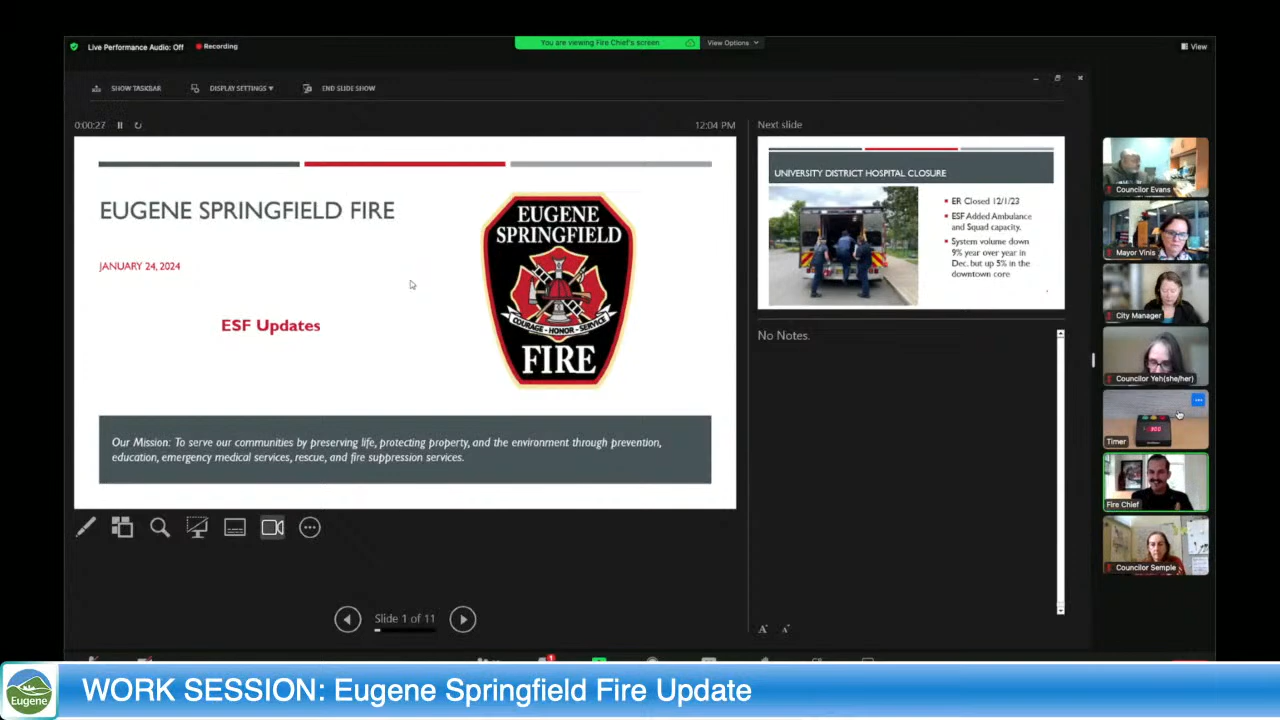 Live Performance Audio: Off
Recording
You are viewing Fire Chief's screen
View Options
View
SHOW TASKBAR
DISPLAY SETTINGS
END SLIDE SHOW
0:00:27
12:04 PM
EUGENE SPRINGFIELD FIRE
JANUARY 24, 2024
ESF Updates
EUGENE
SPRINGFIELD
COURAGE - HONOR - SERVICE
FIRE
Our Mission: To serve our communities by preserving life, protecting property, and the environment through prevention,
education, emergency medical services, rescue, and fire suppression services.
Slide 1 of 11
Next slide
UNIVERSITY DISTRICT HOSPITAL CLOSURE
ER Closed 12/1/23
ESF Added Ambulance
and Squad capacity.
System volume down
9% year over year in
Dec, but up 5% in the
downtown core
No Notes.
Councilor Evans
Mayor Vinis
City Manager
Councilor Yeh(she/her)
Timer
Fire Chief
Councilor Semple
Eugene
WORK SESSION: Eugene Springfield Fire Update